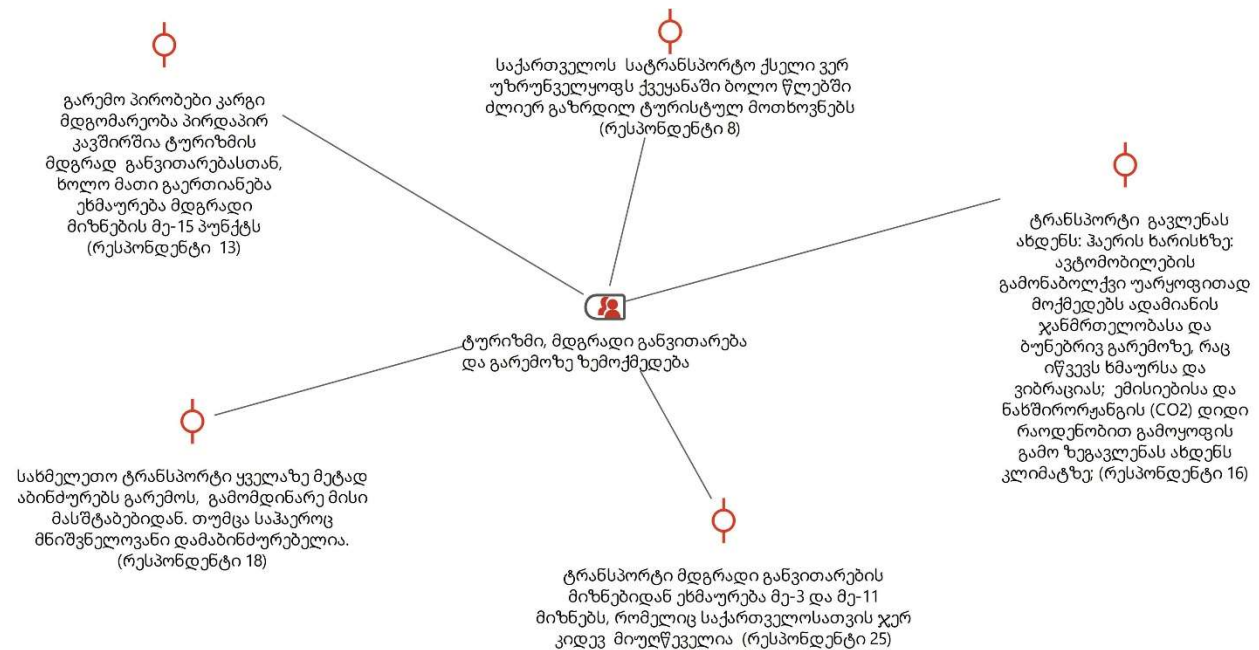 საქართველოს სატრანსპორტო ქსელი ვერ
უზრუნველყოფს ქვეყანაში ბოლო წლებში
ძლიერ გაზრდილ ტურისტულ მოთხოვნებს
(რესპონდენტი 8)
გარემო პირობები კარგი
მდგომარეობა პირდაპირ
კავშირშია ტურიზმის
მდგრად განვითარებასთან,
ხოლო მათი გაერთიანება
ეხმაურება მდგრადი
მიზნების მე-15 პუნქტს
(რესპონდენტი 13)
ტრანსპორტი გავლენას
ახდენს: ჰაერის ხარისხზე:
ავტომობილების
გამონაბოლქვი უარყოფითად
მოქმედებს ადამიანის
ჯანმრთელობასა და
ბუნებრივ გარემოზე, რაც
იწვევს ხმაურსა და
ვიბრაციას; ემისიებისა და
ნახშირორჟანგის (CO2) დიდი
რაოდენობით გამოყოფის
გამო ზეგავლენას ახდენს
კლიმატზე; (რესპონდენტი 16)
ტურიზმი, მდგრადი განვითარება
და გარემოზე ზემოქმედება
სახმელეთო ტრანსპორტი ყველაზე მეტად
აბინძურებს გარემოს, გამომდინარე მისი
მასშტაბებიდან. თუმცა საჰაეროც
მნიშვნელოვანი დამაბინძურებელია.
(რესპონდენტი 18)
ტრანსპორტი მდგრადი განვითარების
მიზნებიდან ეხმაურება მე-3 და მე-11
მიზნებს, რომელიც საქართველოსათვის ჯერ
კიდევ მიუღწეველია (რესპონდენტი 25)